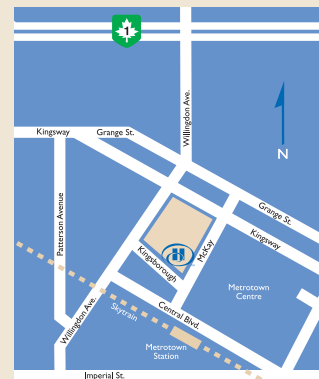 1
Willingdon Ave.
Kingsway
Grange St.
N
Patterson Avenue
Grange St.
Kingsway
McKay
H
Kingsborough
Metrotown
Centre
Skytrain
Central Blvd.
Willingdon Ave.
Metrotown
Station
Imperial St.